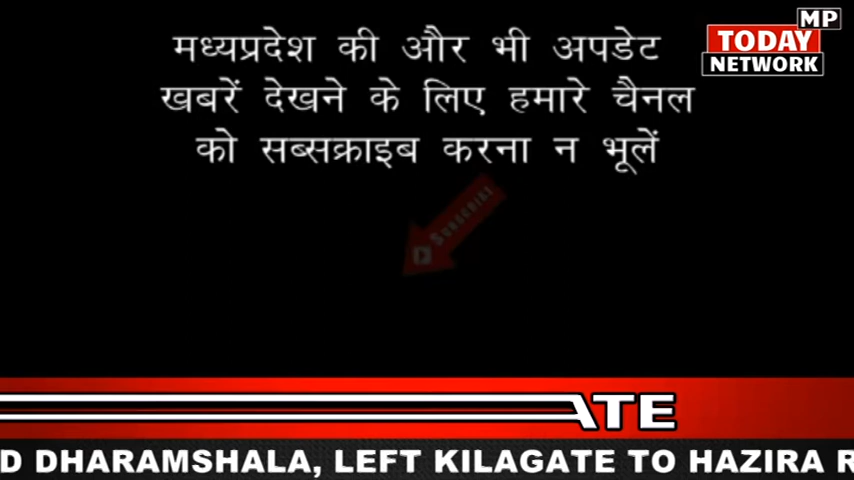 MP
TODAY
NETWORK
मध्यप्रदेश की और भी अपडेट
खबरें देखने के लिए हमारे चैनल
को सब्सक्राइब करना न भूलें
SUBSCRIBE
ATE
D DHARAMSHALA, LEFT KILAGATE TO HAZIRA R